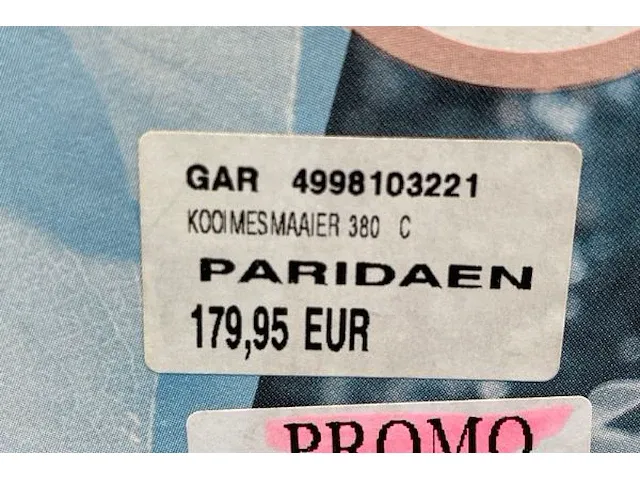 GAR 4998103221
KOOIMESMAAIER 380 C
PARIDAEN
179,95 EUR
PROMO